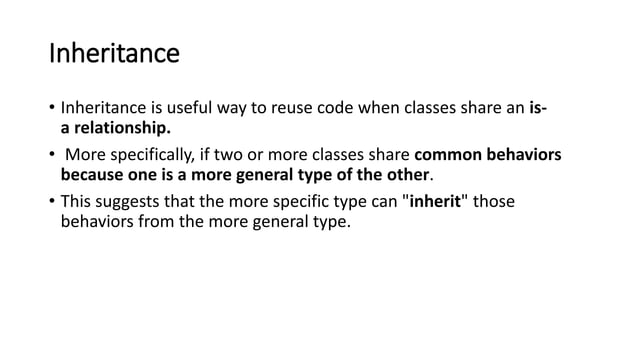 Inheritance
• Inheritance is useful way to reuse code when classes share an is-
a relationship.
• More specifically, if two or more classes share common behaviors
because one is a more general type of the other.
• This suggests that the more specific type can "inherit" those
behaviors from the more general type.